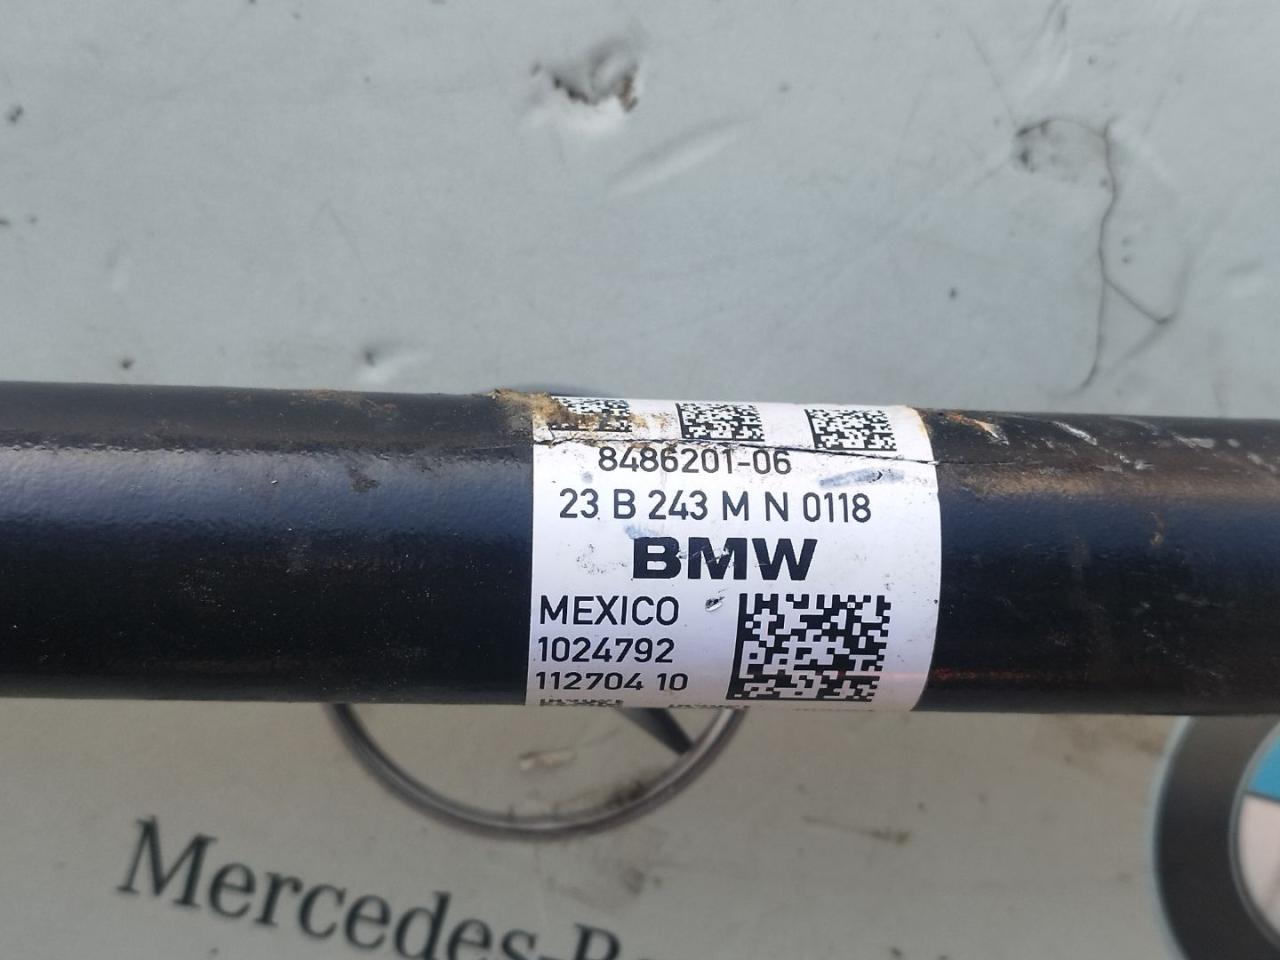 8486201-06
23 B 243 M N 0118
BMW
MEXICO
1024792
112704 10
Mercedes-B